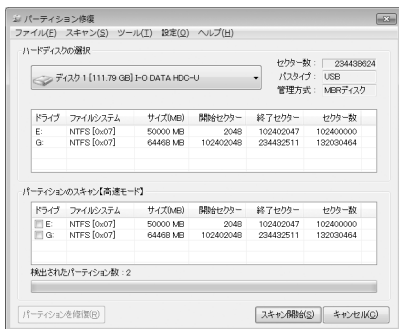 パーティション修復
ファイル(F) スキャン(S) ツール(T) 設定(O) ヘルプ(H)
ハードディスクの選択
ディスク 1 [111.79 GB] I-O DATA HDC-U
セクター数: 234438624
バスタイプ: USB
管理方式: MBRディスク
ドライブ ファイルシステム サイズ(MB) 開始セクター 終了セクター セクター数
E: NTFS [0x07] 50000 MB 2048 102402047 102400000
G: NTFS [0x07] 64468 MB 102402048 234432511 132030464
パーティションのスキャン【高速モード】
ドライブ ファイルシステム サイズ(MB) 開始セクター 終了セクター セクター数
E: NTFS [0x07] 50000 MB 2048 102402047 102400000
G: NTFS [0x07] 64468 MB 102402048 234432511 132030464
検出されたパーティション数:2
パーティションを修復(R) スキャン開始(S) キャンセル(C)